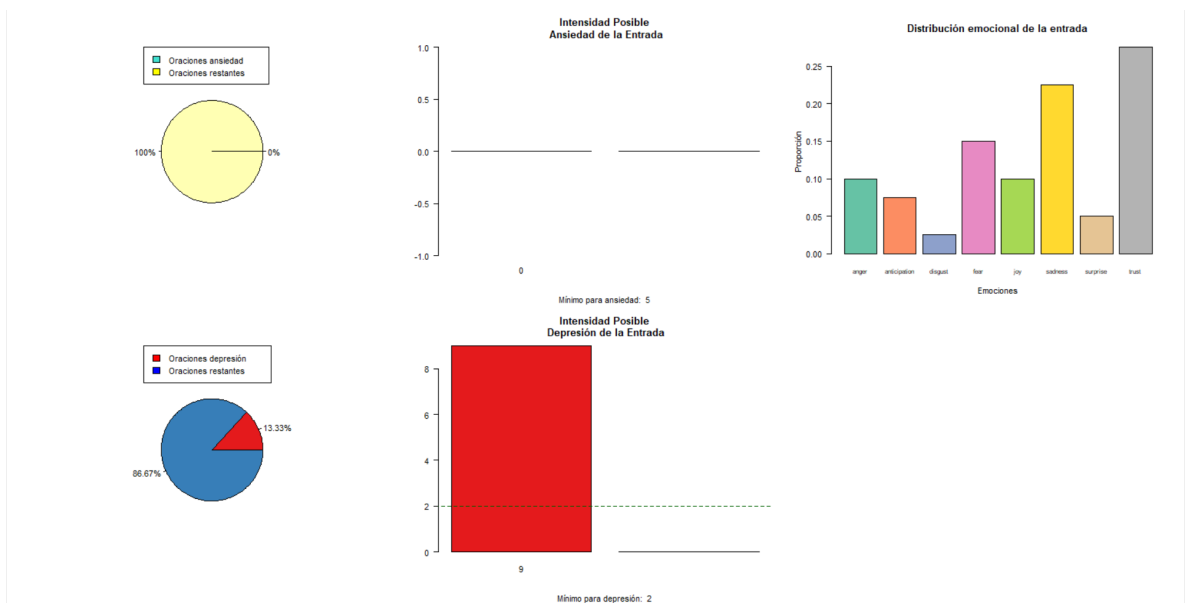 Oraciones ansiedad
Oraciones restantes
100%
0%
Intensidad Posible
Ansiedad de la Entrada
1.0
0.5
0.0
-0.5
-1.0
0
Mínimo para ansiedad: 5
Distribución emocional de la entrada
Proporción
0.25
0.20
0.15
0.10
0.05
0.00
anger anticipation disgust fear joy sadness surprise trust
Emociones
Oraciones depresión
Oraciones restantes
13.33%
86.67%
Intensidad Posible
Depresión de la Entrada
8
6
4
2
0
9
Mínimo para depresión: 2